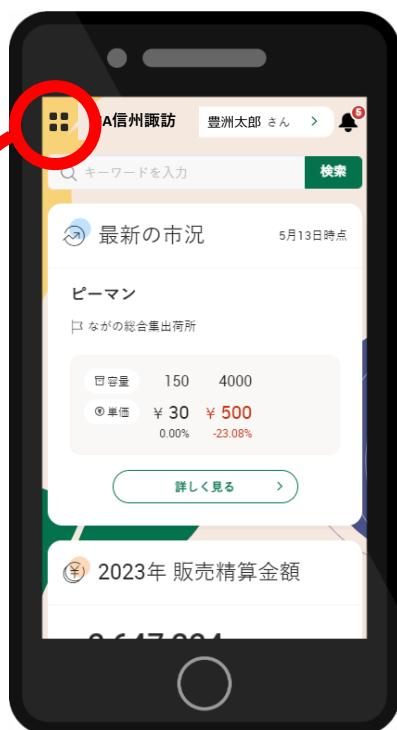 A信州諏訪 豊洲太郎 さん 5
キーワードを入力 検索
最新の市況 5月13日時点
ピーマン
ながの総合集出荷所
容量 150 4000
単価 ¥ 30 ¥ 500
0.00% -23.08%
詳しく見る
2023年 販売精算金額